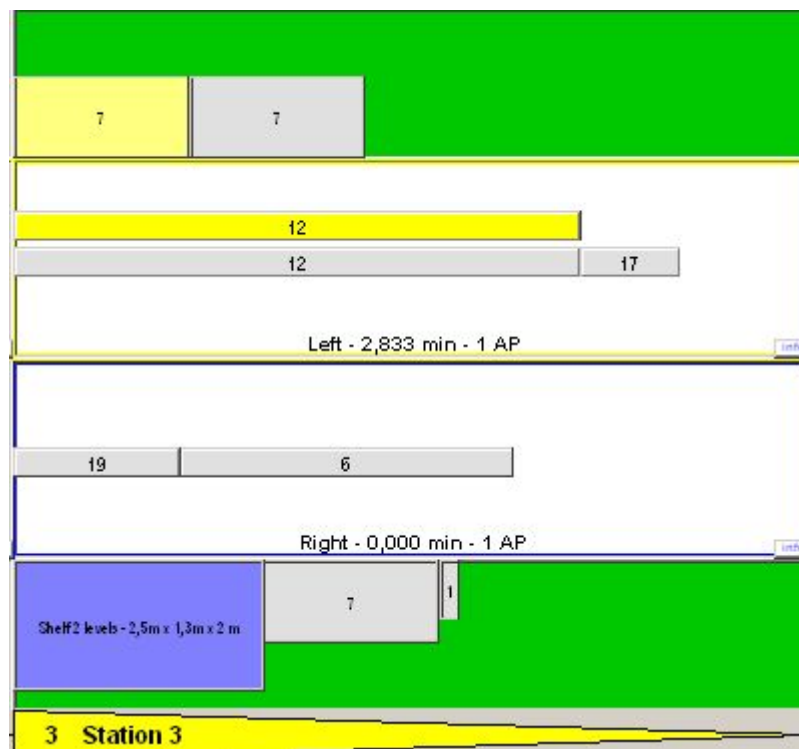 7 7
12
12 17
Left - 2,833 min - 1 AP
19 6
Right - 0,000 min - 1 AP
Shelf 2 levels - 2,5m x 1,3m x 2 m 7 1
3 Station 3